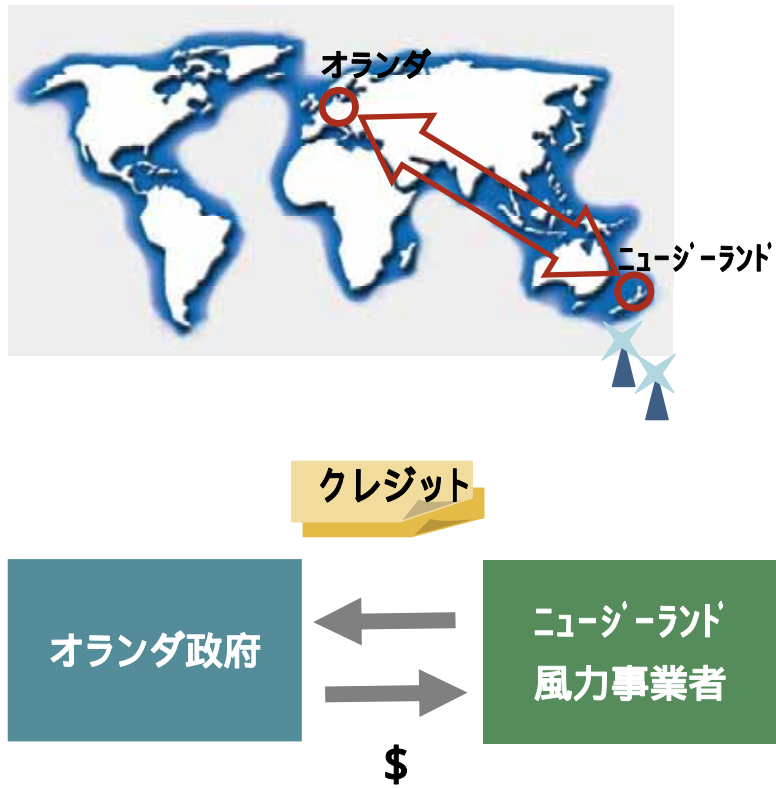 オランダ
ﾆｭｰｼﾞｰﾗﾝﾄﾞ
クレジット
オランダ政府
ﾆｭｰｼﾞｰﾗﾝﾄﾞ
風力事業者
$